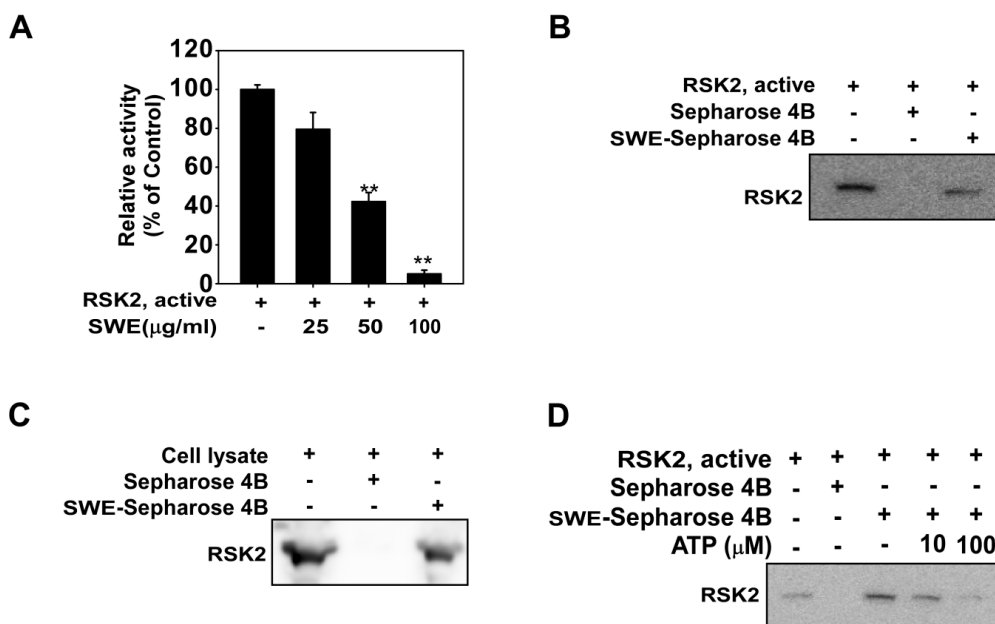 A
120
100
80
60
40
20
0
Relative activity
(% of Control)
**
**
RSK2, active + + + +
SWE(μg/ml) - 25 50 100
B
RSK2, active + + +
Sepharose 4B - + -
SWE-Sepharose 4B - - +
RSK2
C
Cell lysate + + +
Sepharose 4B - + -
SWE-Sepharose 4B - - +
RSK2
D
RSK2, active + + + + +
Sepharose 4B - + - - -
SWE-Sepharose 4B - - + + +
ATP (μM) - - - 10 100
RSK2